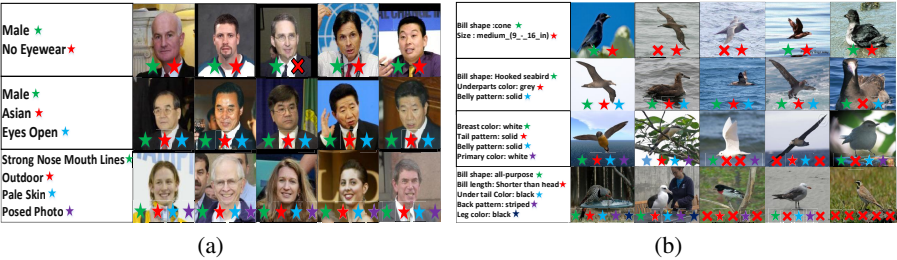 Male
No Eyewear
Male
Asian
Eyes Open
Strong Nose Mouth Lines
Outdoor
Pale Skin
Posed Photo
(a)
Bill shape :cone
Size : medium_(9_-_16_in)
Bill shape: Hooked seabird
Underparts color: grey
Belly pattern: solid
Breast color: white
Tail pattern: solid
Belly pattern: solid
Primary color: white
Bill shape: all-purpose
Bill length: Shorter than head
Under tail Color: black
Back pattern: striped
Leg color: black
(b)